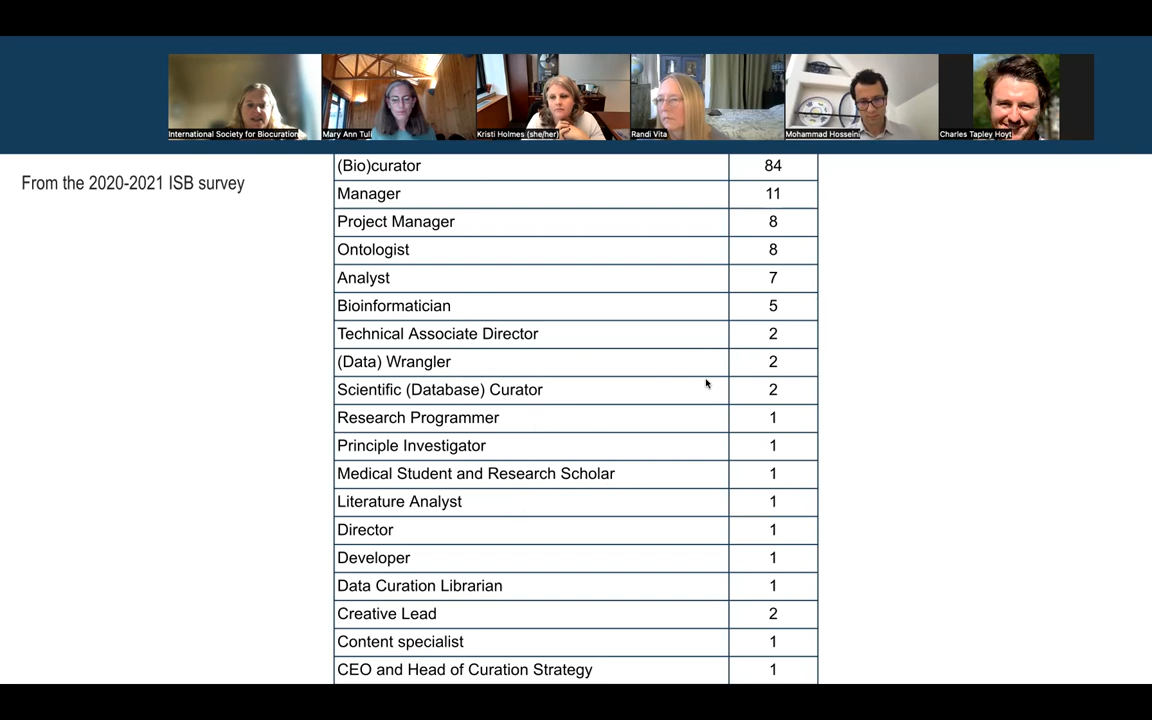 International Society for Biocuration
Mary Ann Tuli
Kristi Holmes (she/her)
Randi Vita
Mohammad Hosseini
Charles Tapley Hoyt
From the 2020-2021 ISB survey
(Bio)curator 84
Manager 11
Project Manager 8
Ontologist 8
Analyst 7
Bioinformatician 5
Technical Associate Director 2
(Data) Wrangler 2
Scientific (Database) Curator 2
Research Programmer 1
Principle Investigator 1
Medical Student and Research Scholar 1
Literature Analyst 1
Director 1
Developer 1
Data Curation Librarian 1
Creative Lead 2
Content specialist 1
CEO and Head of Curation Strategy 1